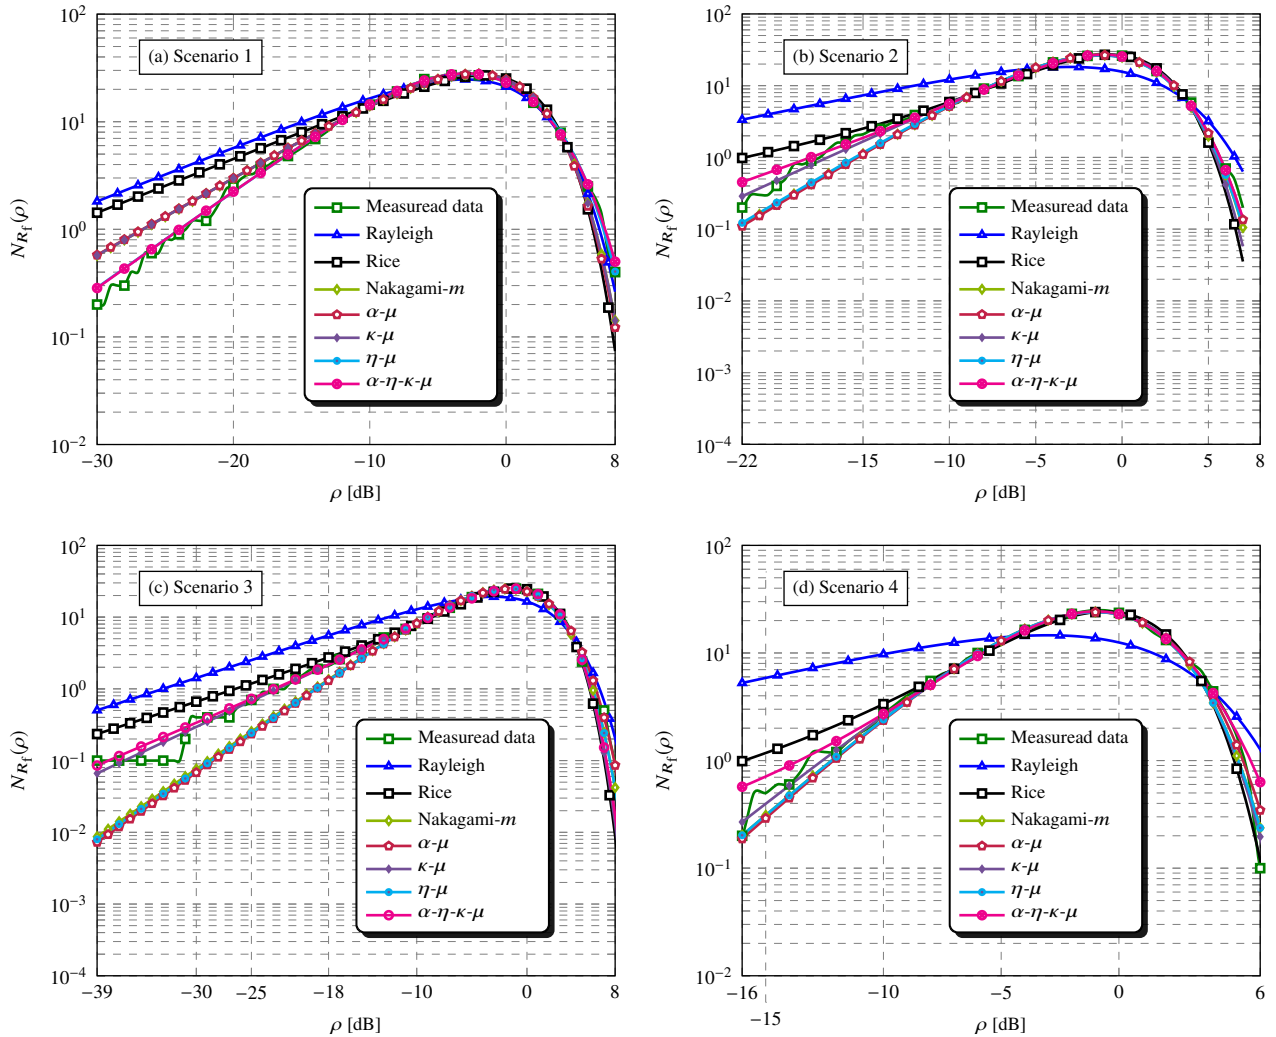 (a) Scenario 1
10^2
10^1
10^0
10^−1
10^−2
N_{R_f}(ρ)
Measuread data
Rayleigh
Rice
Nakagami-m
α-μ
κ-μ
η-μ
α-η-κ-μ
−30 −20 −10 0 8
ρ [dB]
(b) Scenario 2
10^2
10^1
10^0
10^−1
10^−2
10^−3
10^−4
N_{R_f}(ρ)
Measuread data
Rayleigh
Rice
Nakagami-m
α-μ
κ-μ
η-μ
α-η-κ-μ
−22 −15 −10 −5 0 5 8
ρ [dB]
(c) Scenario 3
10^2
10^1
10^0
10^−1
10^−2
10^−3
10^−4
N_{R_f}(ρ)
Measuread data
Rayleigh
Rice
Nakagami-m
α-μ
κ-μ
η-μ
α-η-κ-μ
−39 −30 −25 −18 0 8
ρ [dB]
(d) Scenario 4
10^2
10^1
10^0
10^−1
10^−2
N_{R_f}(ρ)
Measuread data
Rayleigh
Rice
Nakagami-m
α-μ
κ-μ
η-μ
α-η-κ-μ
−16 −10 −5 0 6
−15
ρ [dB]